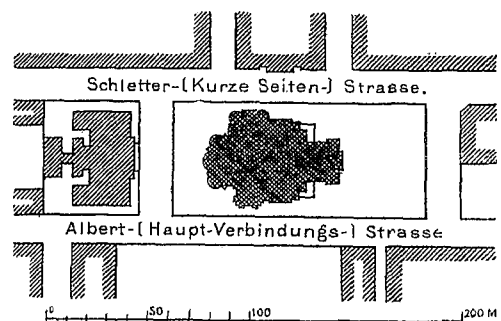 Schletter-(Kurze Seiten-) Strasse.
Albert-(Haupt-Verbindungs-) Strasse
0 50 100 200 M